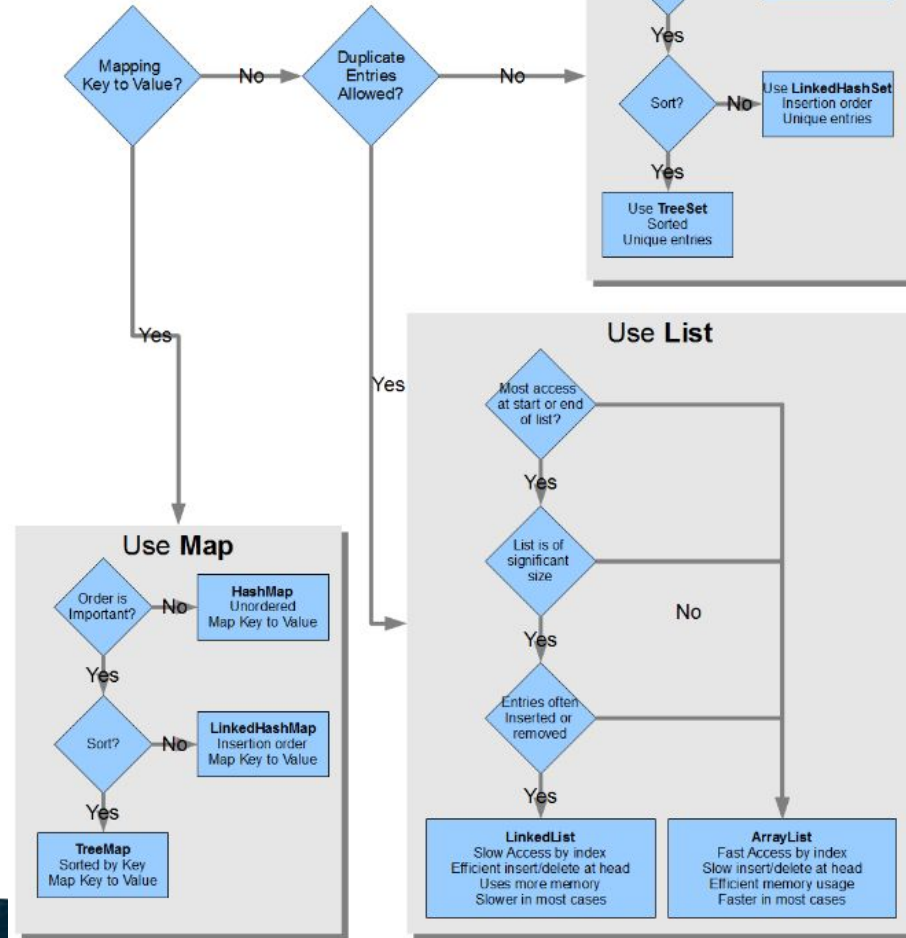 Mapping
Key to Value?
No
Duplicate
Entries
Allowed?
No
Yes
Sort?
No
Use LinkedHashSet
Insertion order
Unique entries
Yes
Use TreeSet
Sorted
Unique entries
Yes
Yes
Use List
Most access
at start or end
of list?
Yes
List is of
significant
size
No
Yes
Entries often
Inserted or
removed
Yes
LinkedList
Slow Access by index
Efficient insert/delete at head
Uses more memory
Slower in most cases
ArrayList
Fast Access by index
Slow insert/delete at head
Efficient memory usage
Faster in most cases
Use Map
Order is
Important?
No
HashMap
Unordered
Map Key to Value
Yes
Sort?
No
LinkedHashMap
Insertion order
Map Key to Value
Yes
TreeMap
Sorted by Key
Map Key to Value